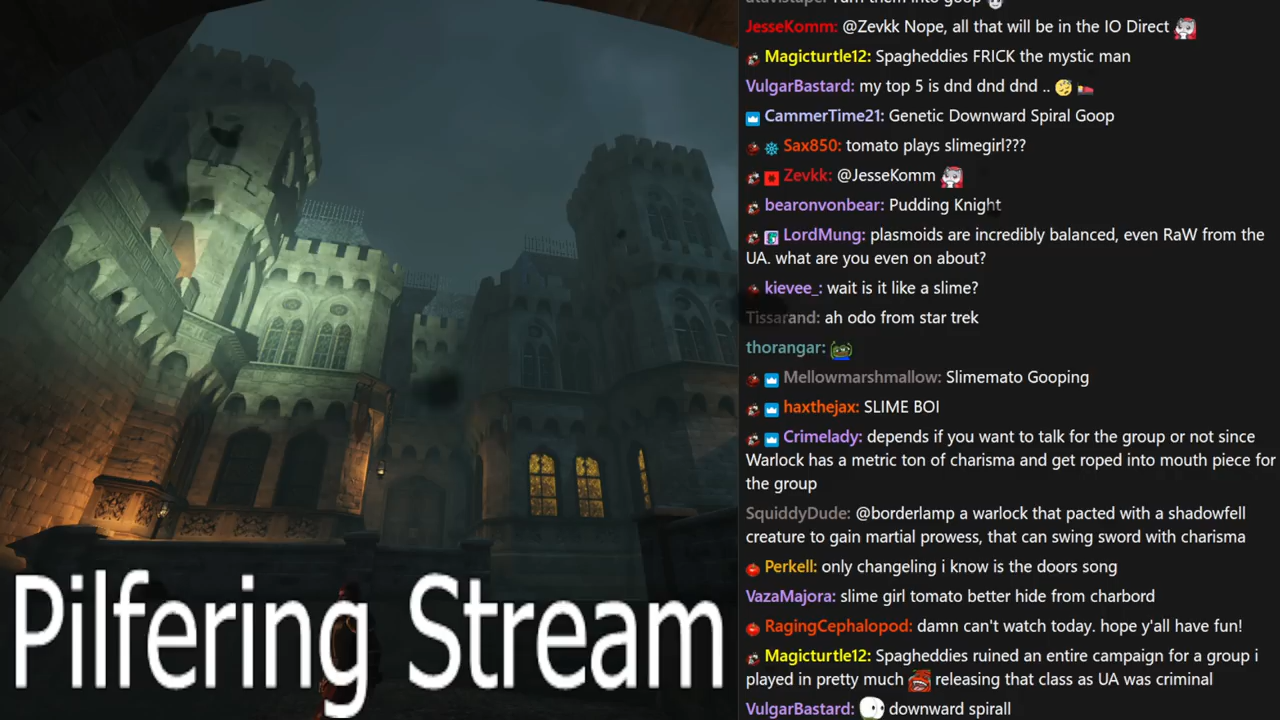 JesseKomm: @Zevkk Nope, all that will be in the IO Direct
Magicturtle12: Spagheddies FRICK the mystic man
VulgarBastard: my top 5 is dnd dnd dnd ..
CammerTime21: Genetic Downward Spiral Goop
Sax850: tomato plays slimegirl???
Zevkk: @JesseKomm
bearonvonbear: Pudding Knight
LordMung: plasmoids are incredibly balanced, even RaW from the
UA. what are you even on about?
kievee_: wait is it like a slime?
Tissarand: ah odo from star trek
thorangar:
Mellowmarshmallow: Slimemato Gooping
haxthejax: SLIME BOI
Crimelady: depends if you want to talk for the group or not since
Warlock has a metric ton of charisma and get roped into mouth piece for
the group
SquiddyDude: @borderlamp a warlock that pacted with a shadowfell
creature to gain martial prowess, that can swing sword with charisma
Perkell: only changeling i know is the doors song
VazaMajora: slime girl tomato better hide from charbord
RagingCephalopod: damn can't watch today. hope y'all have fun!
Magicturtle12: Spagheddies ruined an entire campaign for a group i
played in pretty much releasing that class as UA was criminal
VulgarBastard: downward spirall
Pilfering Stream